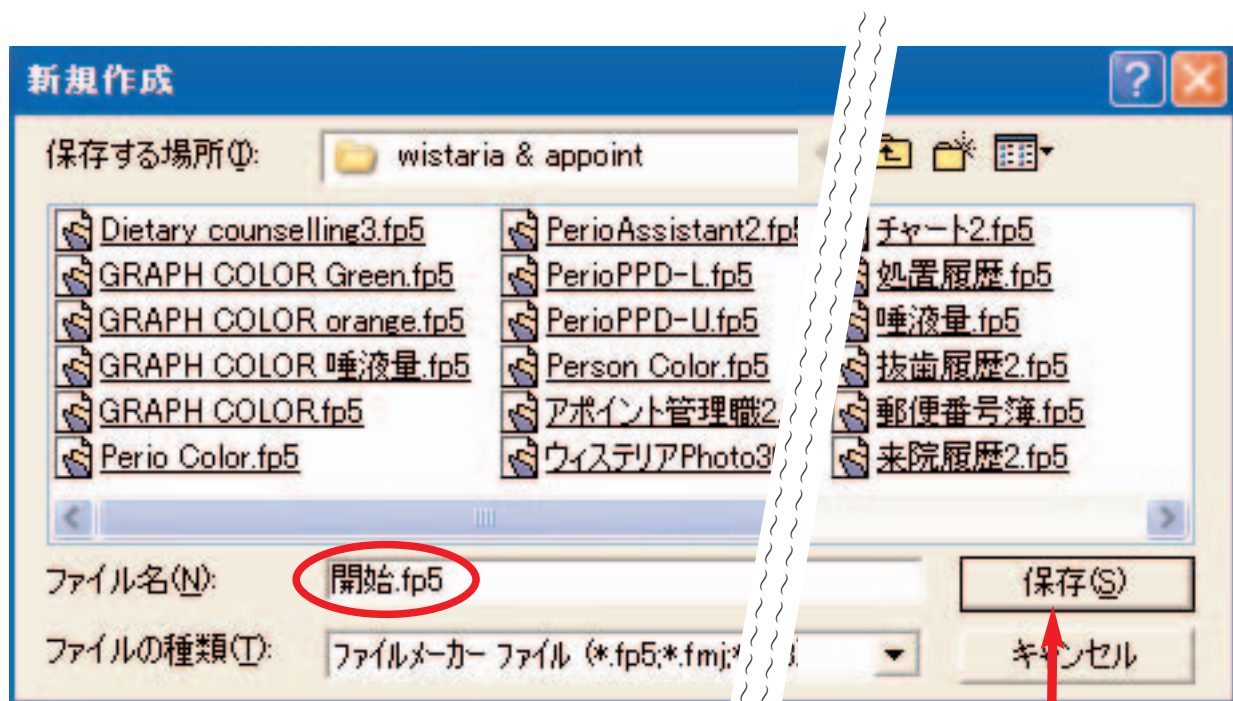 新規作成
保存する場所(I):
wistaria & appoint
Dietary counselling3.fp5
GRAPH COLOR Green.fp5
GRAPH COLOR orange.fp5
GRAPH COLOR 唾液量.fp5
GRAPH COLOR.fp5
Perio Color.fp5
PerioAssistant2.fp5
PerioPPD-L.fp5
PerioPPD-U.fp5
Person Color.fp5
アポイント管理職2.
ウィステリアPhoto3
チャート2.fp5
処置履歴.fp5
唾液量.fp5
抜歯履歴2.fp5
郵便番号簿.fp5
来院履歴2.fp5
ファイル名(N):
開始.fp5
保存(S)
ファイルの種類(T):
ファイルメーカー ファイル (*.fp5;*.fmj;*
キャンセル